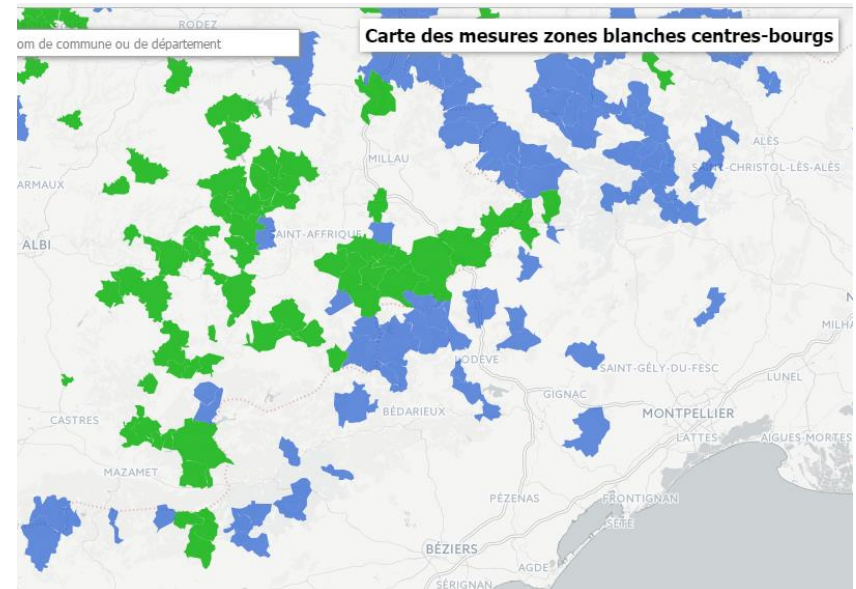 RODEZ
om de commune ou de département
Carte des mesures zones blanches centres-bourgs
ALÈS
MILLAU
SAINT-CHRISTOL-LÈS-ALÈS
ARMAUX
SAINT-AFFRIQUE
ALBI
N
MILHA
LODÈVE
SAINT-GÉLY-DU-FESC
LUNEL
GIGNAC
CASTRES
BÉDARIEUX
MONTPELLIER
LATTES
AIGUES-MORTES
MAZAMET
PÉZENAS
FRONTIGNAN
SÈTE
BÉZIERS
AGDE
SÉRIGNAN